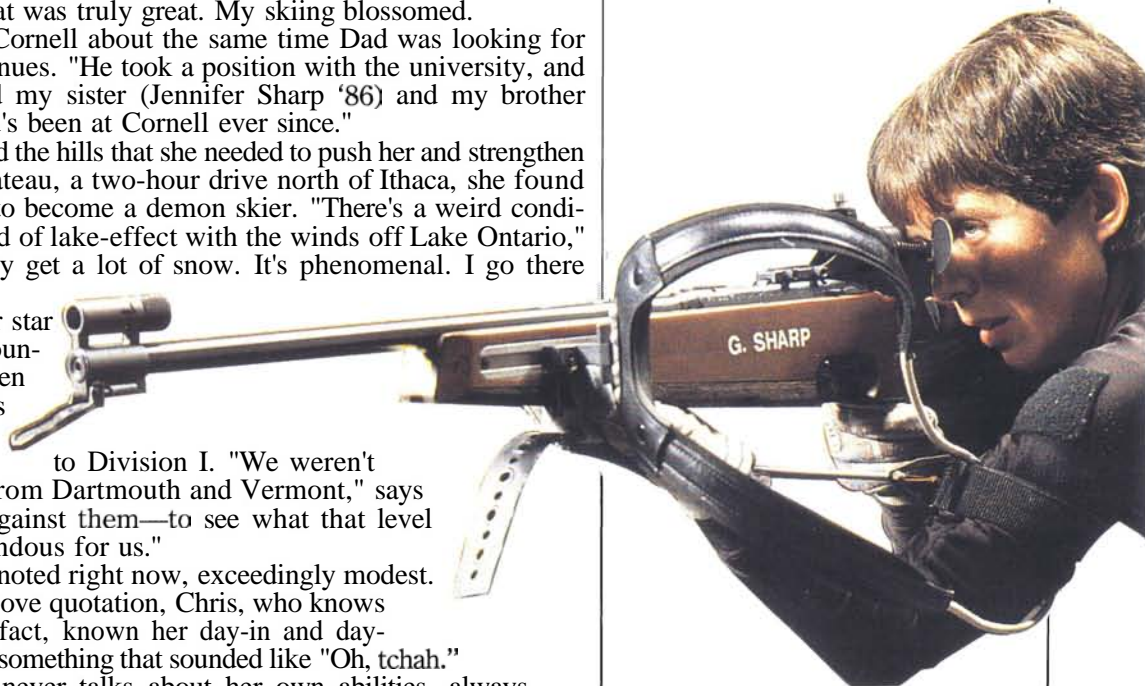 at was truly great. My skiing blossomed.
Cornell about the same time Dad was looking for
nues. "He took a position with the university, and
d my sister (Jennifer Sharp '86) and my brother
l's been at Cornell ever since."
d the hills that she needed to push her and strengthen
ateau, a two-hour drive north of Ithaca, she found
to become a demon skier. "There's a weird condi-
d of lake-effect with the winds off Lake Ontario,"
y get a lot of snow. It's phenomenal. I go there
r star
oun-
en
s
to Division I. "We weren't
rom Dartmouth and Vermont," says
gainst them—to see what that level
ndous for us."
noted right now, exceedingly modest.
ove quotation, Chris, who knows
fact, known her day-in and day-
something that sounded like "Oh, tchah."
never talks about her own abilities, always
G. SHARP